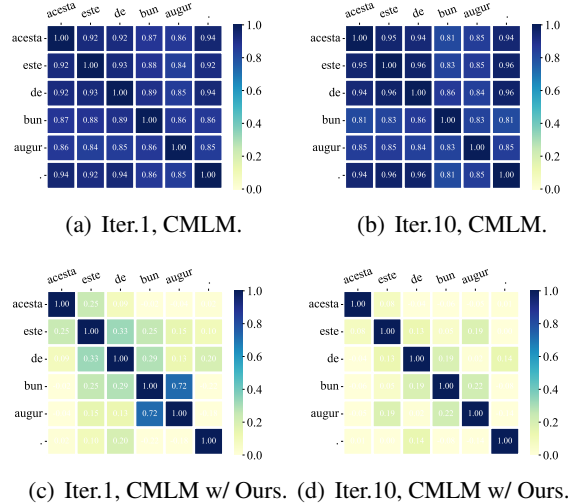 acesta este de bun augur . acesta este de bun augur .
acesta 1.00 0.92 0.92 0.87 0.86 0.94 1.0 acesta 1.00 0.95 0.94 0.81 0.85 0.94 1.0
este 0.92 1.00 0.93 0.88 0.84 0.92 0.8 este 0.95 1.00 0.96 0.83 0.85 0.96 0.8
de 0.92 0.93 1.00 0.89 0.85 0.94 0.6 de 0.94 0.96 1.00 0.86 0.84 0.96 0.6
bun 0.87 0.88 0.89 1.00 0.86 0.86 0.4 bun 0.81 0.83 0.86 1.00 0.83 0.81 0.4
augur 0.86 0.84 0.85 0.86 1.00 0.85 0.2 augur 0.85 0.85 0.84 0.83 1.00 0.85 0.2
. 0.94 0.92 0.94 0.86 0.85 1.00 0.0 . 0.94 0.96 0.96 0.81 0.85 1.00 0.0
(a) Iter.1, CMLM. (b) Iter.10, CMLM.
acesta este de bun augur . acesta este de bun augur .
acesta 1.00 0.25 1.0 acesta 1.00 1.0
este 0.25 1.00 0.33 0.25 0.8 este 1.00 0.19 0.8
de 0.33 1.00 0.29 0.20 0.6 de 1.00 0.19 0.14 0.6
bun 0.25 0.29 1.00 0.72 0.4 bun 0.19 1.00 0.22 0.4
augur 0.72 1.00 0.2 augur 0.19 0.22 1.00 0.2
. 0.20 1.00 0.0 . 0.14 1.00 0.0
(c) Iter.1, CMLM w/ Ours. (d) Iter.10, CMLM w/ Ours.